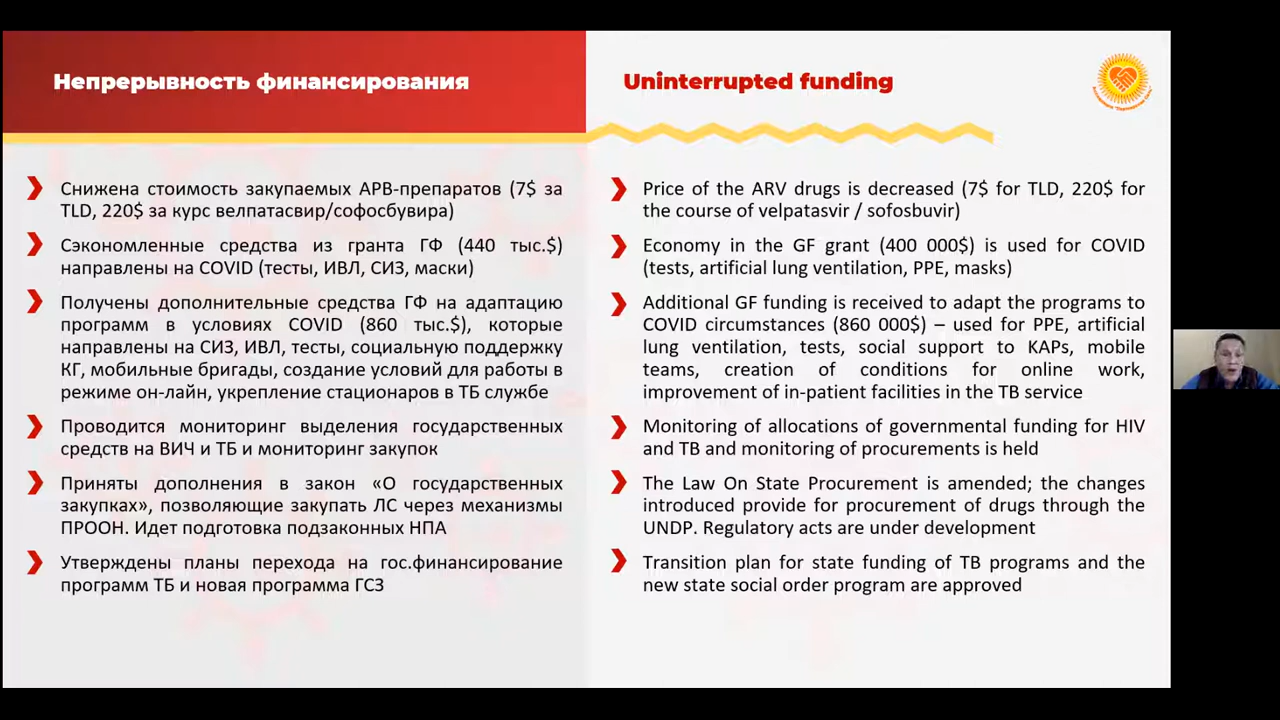 Непрерывность финансирования
Снижена стоимость закупаемых АРВ-препаратов (7$ за
TLD, 220$ за курс велпатасвир/софосбувира)
Сэкономленные средства из гранта ГФ (440 тыс.$)
направлены на COVID (тесты, ИВЛ, СИЗ, маски)
Получены дополнительные средства ГФ на адаптацию
программ в условиях COVID (860 тыс.$), которые
направлены на СИЗ, ИВЛ, тесты, социальную поддержку
КГ, мобильные бригады, создание условий для работы в
режиме он-лайн, укрепление стационаров в ТБ службе
Проводится мониторинг выделения государственных
средств на ВИЧ и ТБ и мониторинг закупок
Приняты дополнения в закон «О государственных
закупках», позволяющие закупать ЛС через механизмы
ПРООН. Идет подготовка подзаконных НПА
Утверждены планы перехода на гос.финансирование
программ ТБ и новая программа ГСЗ
Uninterrupted funding
Price of the ARV drugs is decreased (7$ for TLD, 220$ for
the course of velpatasvir / sofosbuvir)
Economy in the GF grant (400 000$) is used for COVID
(tests, artificial lung ventilation, PPE, masks)
Additional GF funding is received to adapt the programs to
COVID circumstances (860 000$) – used for PPE, artificial
lung ventilation, tests, social support to KAPs, mobile
teams, creation of conditions for online work,
improvement of in-patient facilities in the TB service
Monitoring of allocations of governmental funding for HIV
and TB and monitoring of procurements is held
The Law On State Procurement is amended; the changes
introduced provide for procurement of drugs through the
UNDP. Regulatory acts are under development
Transition plan for state funding of TB programs and the
new state social order program are approved